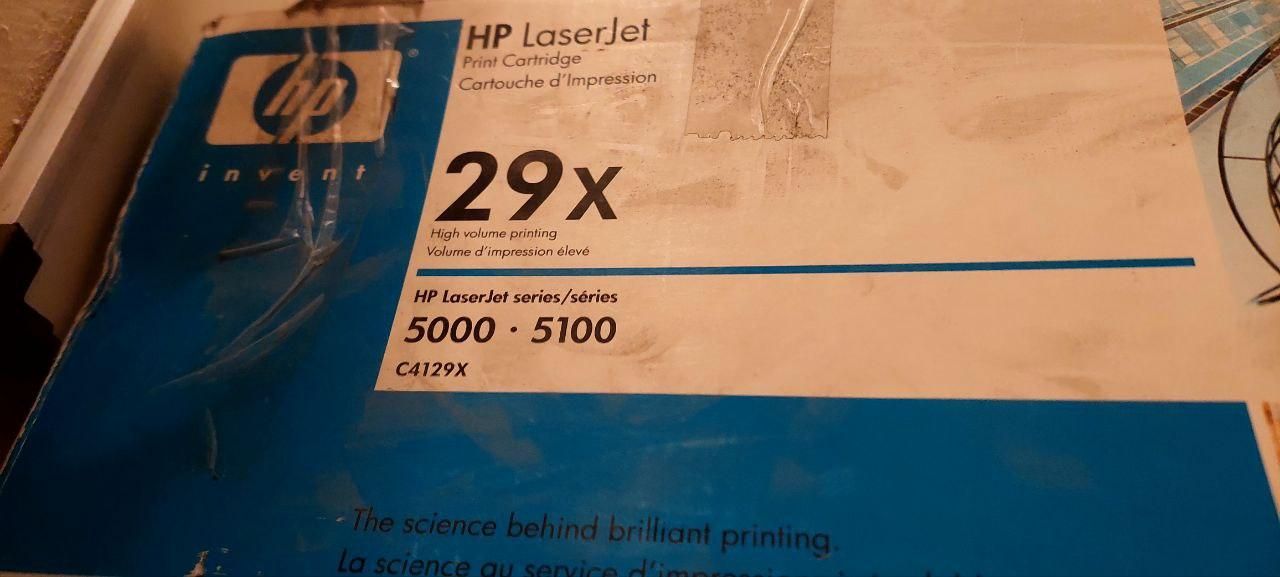 hp
®
invent
HP LaserJet
Print Cartridge
Cartouche d'Impression
29x
High volume printing
Volume d'impression élevé
HP LaserJet series/séries
5000 · 5100
C4129X
The science behind brilliant printing.
La science au service d'impression